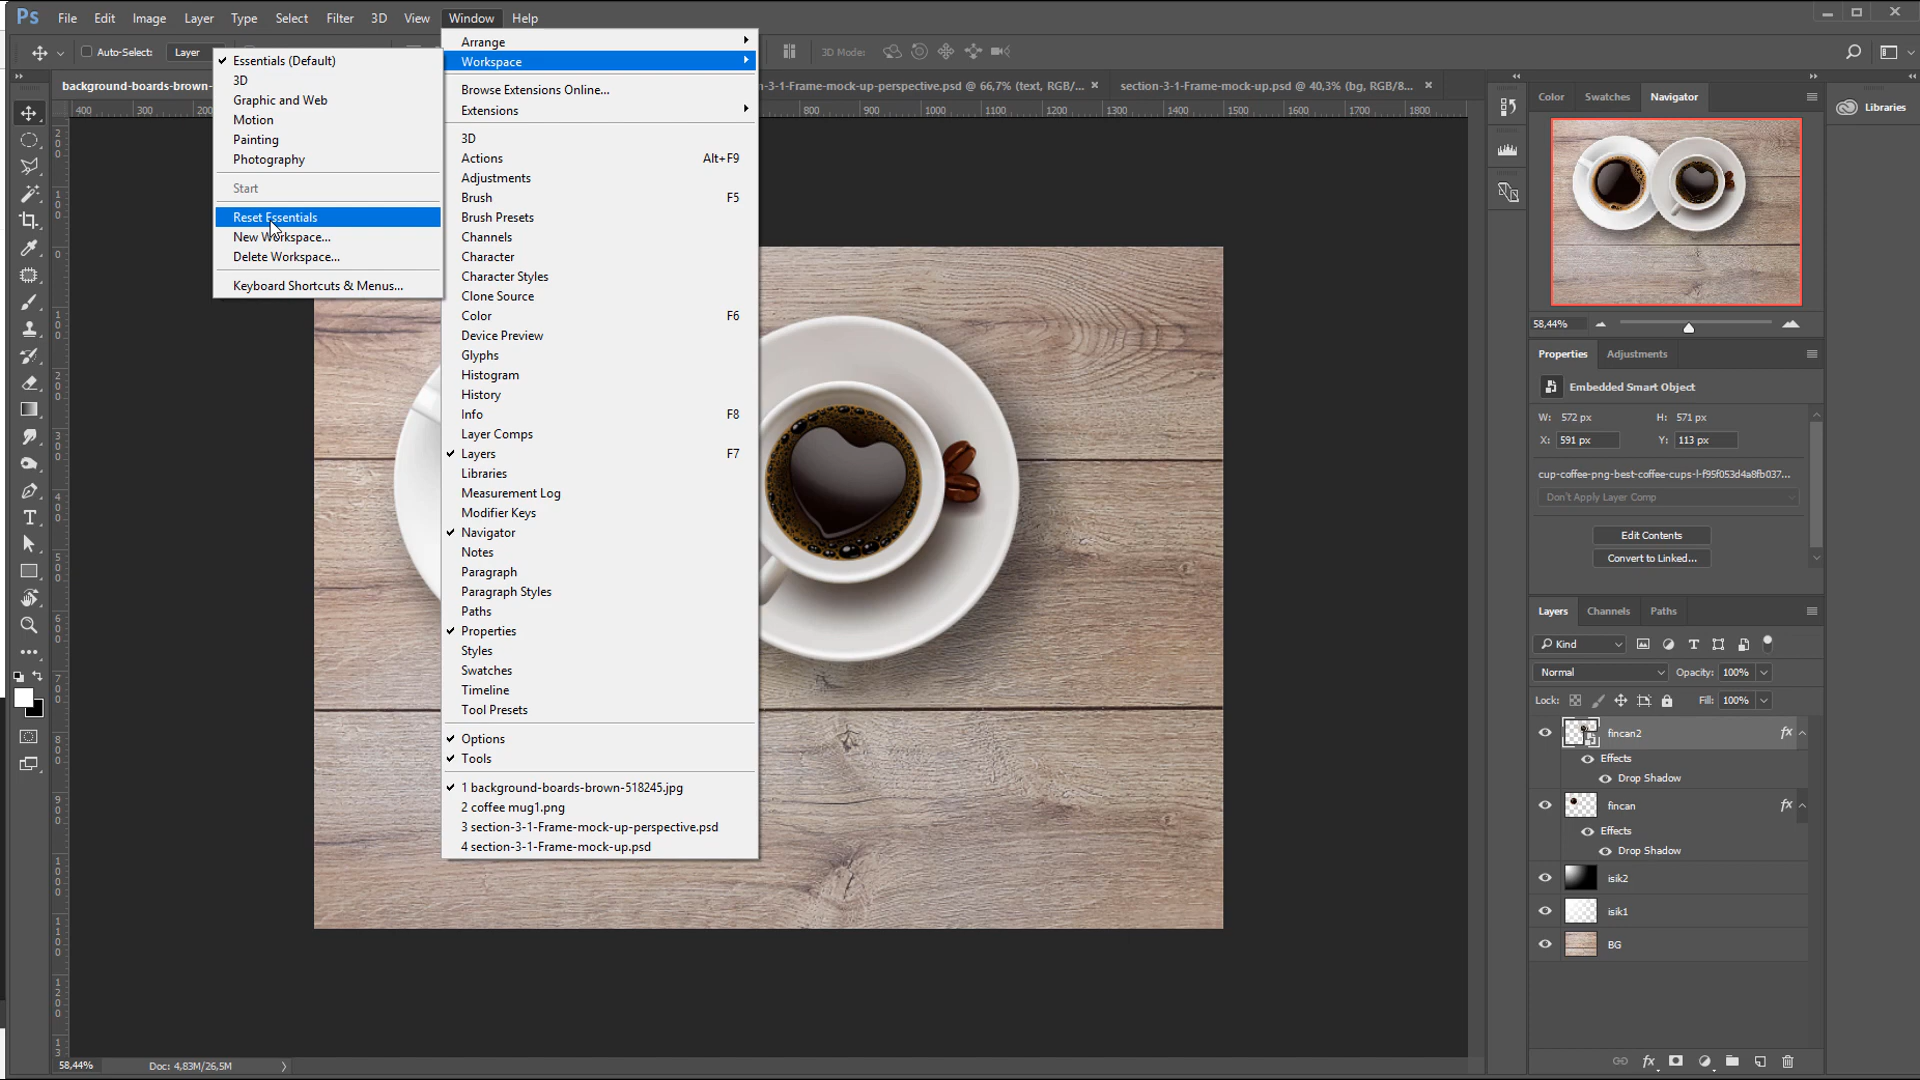 Ps File Edit Image Layer Type Select Filter 3D View Window Help
Auto-Select: Layer
3D Mode:
background-boards-brown-
-3-1-Frame-mock-up-perspective.psd @ 66,7% (text, RGB/...
section-3-1-Frame-mock-up.psd @ 40,3% (bg, RGB/8...
400 300 200
800 900 1000 1100 1200 1300 1400 1500 1600 1700 1800
Essentials (Default)
3D
Graphic and Web
Motion
Painting
Photography
Start
Reset Essentials
New Workspace...
Delete Workspace...
Keyboard Shortcuts & Menus...
Arrange
Workspace
Browse Extensions Online...
Extensions
3D
Actions Alt+F9
Adjustments
Brush F5
Brush Presets
Channels
Character
Character Styles
Clone Source
Color F6
Device Preview
Glyphs
Histogram
History
Info F8
Layer Comps
Layers F7
Libraries
Measurement Log
Modifier Keys
Navigator
Notes
Paragraph
Paragraph Styles
Paths
Properties
Styles
Swatches
Timeline
Tool Presets
Options
Tools
1 background-boards-brown-518245.jpg
2 coffee mug1.png
3 section-3-1-Frame-mock-up-perspective.psd
4 section-3-1-Frame-mock-up.psd
Color Swatches Navigator
Libraries
58,44%
Properties Adjustments
Embedded Smart Object
W: 572 px H: 571 px
X: 591 px Y: 113 px
cup-coffee-png-best-coffee-cups-l-f95f053d4a8fb037...
Don't Apply Layer Comp
Edit Contents
Convert to Linked...
Layers Channels Paths
Kind
Normal Opacity: 100%
Lock: Fill: 100%
fincan2 fx
Effects
Drop Shadow
fincan fx
Effects
Drop Shadow
isik2
isik1
BG
58,44% Doc: 4,83M/26,5M
fx